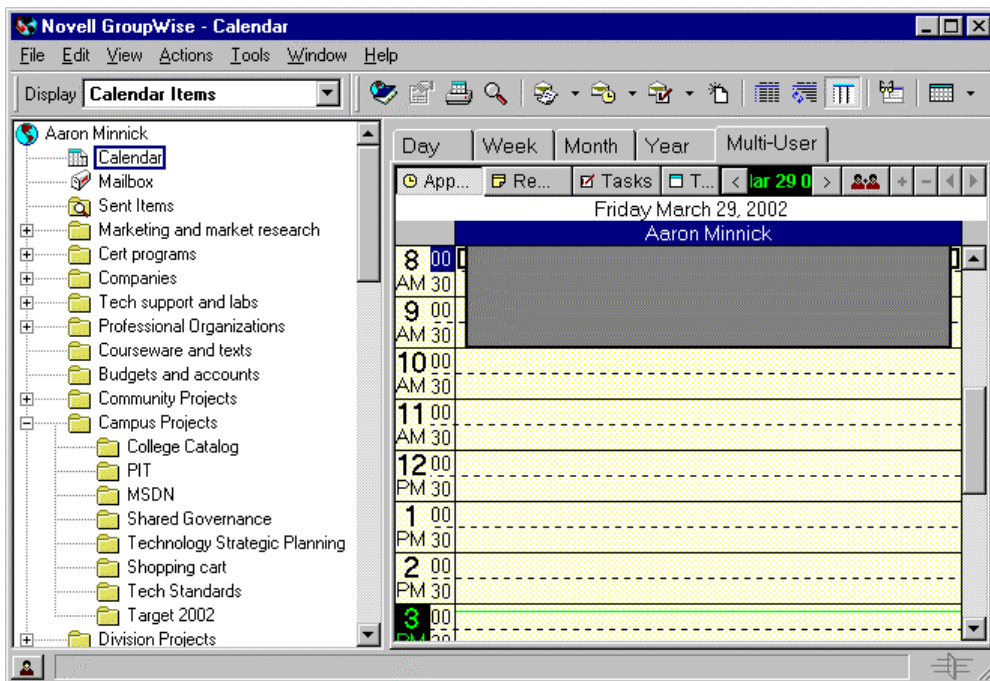 Novell GroupWise - Calendar
File Edit View Actions Tools Window Help
Display Calendar Items
Aaron Minnick
Calendar
Mailbox
Sent Items
Marketing and market research
Cert programs
Companies
Tech support and labs
Professional Organizations
Courseware and texts
Budgets and accounts
Community Projects
Campus Projects
College Catalog
PIT
MSDN
Shared Governance
Technology Strategic Planning
Shopping cart
Tech Standards
Target 2002
Division Projects
Day Week Month Year Multi-User
App... Re... Tasks T... < lar 29 0 > + -
Friday March 29, 2002
Aaron Minnick
8 00
AM 30
9 00
AM 30
10 00
AM 30
11 00
AM 30
12 00
PM 30
1 00
PM 30
2 00
PM 30
3 00